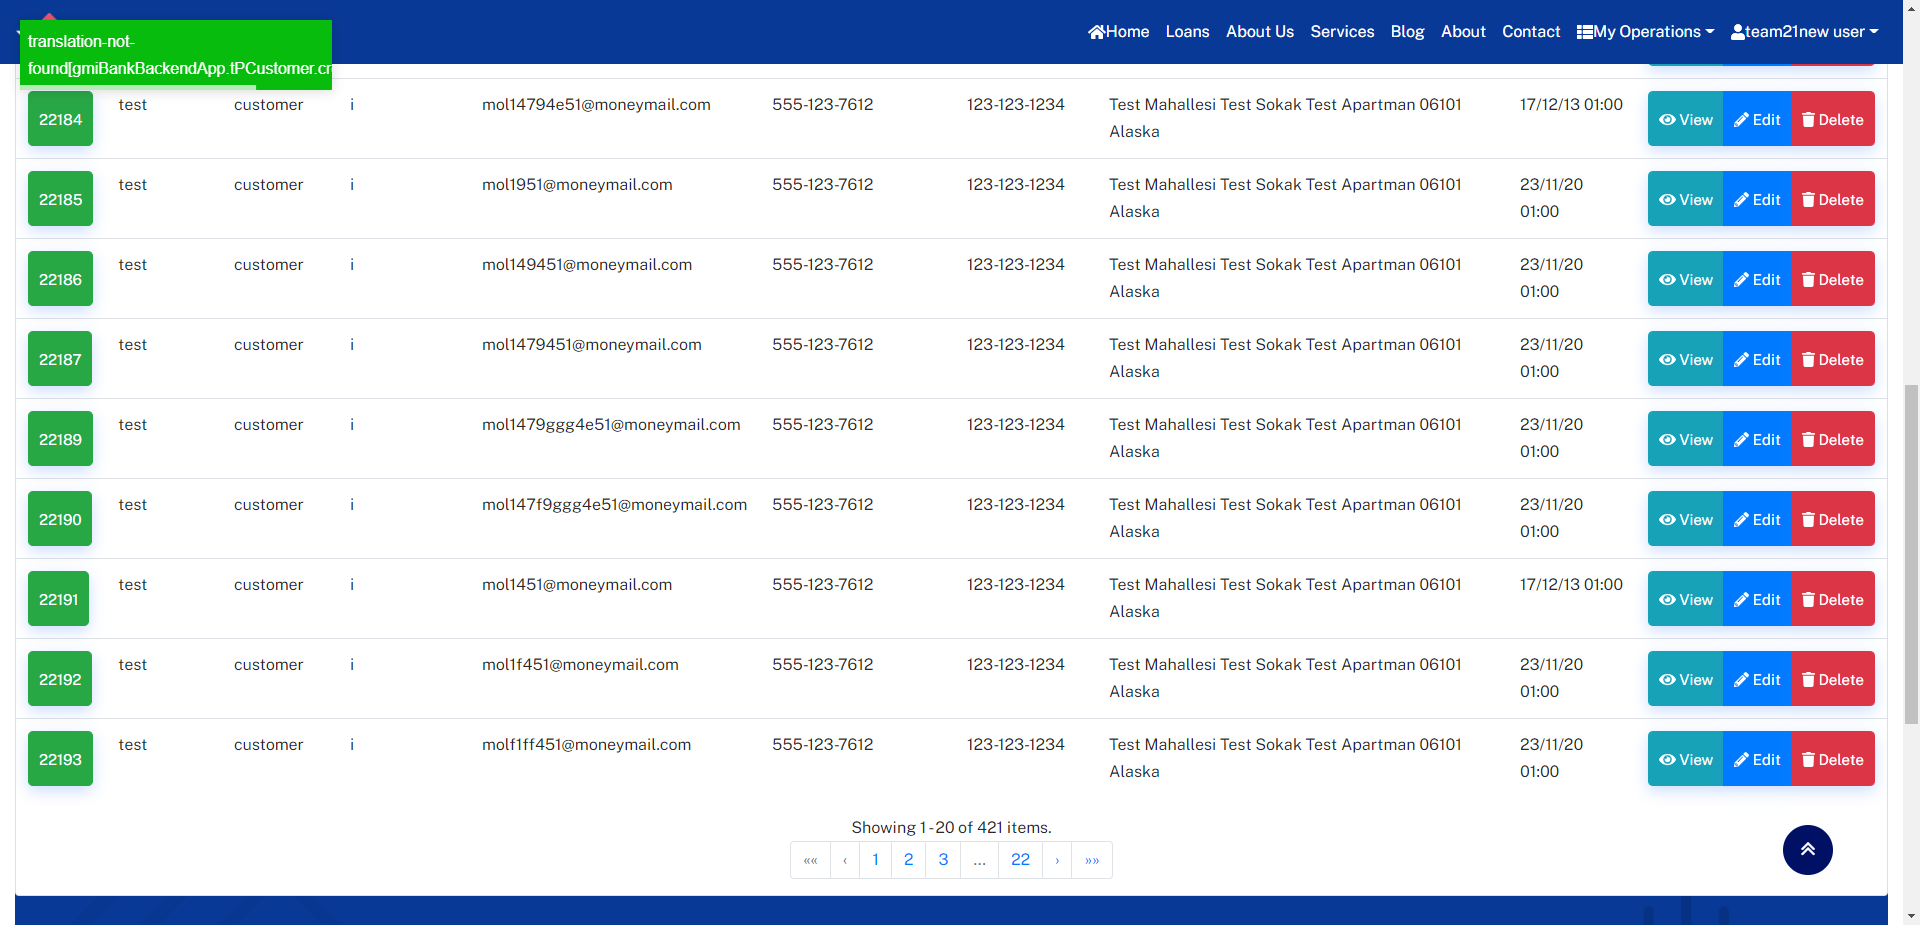 translation-not-
found[gmiBankBackendApp.tPCustomer.cr
Home Loans About Us Services Blog About Contact My Operations team21new user
22184 test customer i mol14794e51@moneymail.com 555-123-7612 123-123-1234 Test Mahallesi Test Sokak Test Apartman 06101 17/12/13 01:00 View Edit Delete
Alaska
22185 test customer i mol1951@moneymail.com 555-123-7612 123-123-1234 Test Mahallesi Test Sokak Test Apartman 06101 23/11/20 View Edit Delete
Alaska 01:00
22186 test customer i mol149451@moneymail.com 555-123-7612 123-123-1234 Test Mahallesi Test Sokak Test Apartman 06101 23/11/20 View Edit Delete
Alaska 01:00
22187 test customer i mol1479451@moneymail.com 555-123-7612 123-123-1234 Test Mahallesi Test Sokak Test Apartman 06101 23/11/20 View Edit Delete
Alaska 01:00
22189 test customer i mol1479ggg4e51@moneymail.com 555-123-7612 123-123-1234 Test Mahallesi Test Sokak Test Apartman 06101 23/11/20 View Edit Delete
Alaska 01:00
22190 test customer i mol147f9ggg4e51@moneymail.com 555-123-7612 123-123-1234 Test Mahallesi Test Sokak Test Apartman 06101 23/11/20 View Edit Delete
Alaska 01:00
22191 test customer i mol1451@moneymail.com 555-123-7612 123-123-1234 Test Mahallesi Test Sokak Test Apartman 06101 17/12/13 01:00 View Edit Delete
Alaska
22192 test customer i mol1f451@moneymail.com 555-123-7612 123-123-1234 Test Mahallesi Test Sokak Test Apartman 06101 23/11/20 View Edit Delete
Alaska 01:00
22193 test customer i molf1ff451@moneymail.com 555-123-7612 123-123-1234 Test Mahallesi Test Sokak Test Apartman 06101 23/11/20 View Edit Delete
Alaska 01:00
Showing 1 - 20 of 421 items.
«« ‹ 1 2 3 ... 22 › »»